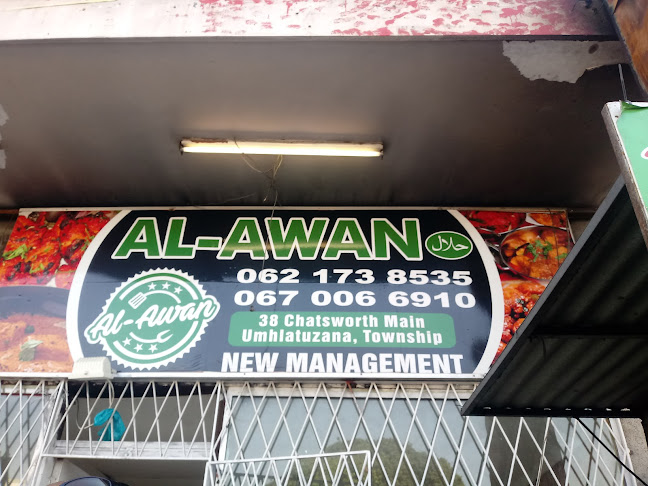 AL-AWAN حلال
062 173 8535
067 006 6910
Al-Awan
38 Chatsworth Main
Umhlatuzana, Township
NEW MANAGEMENT